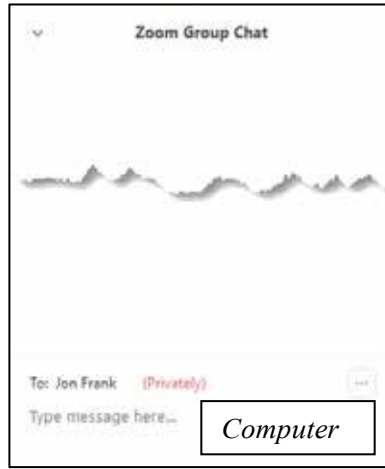 Zoom Group Chat
To: Jon Frank (Privately)
Type message here...
Computer